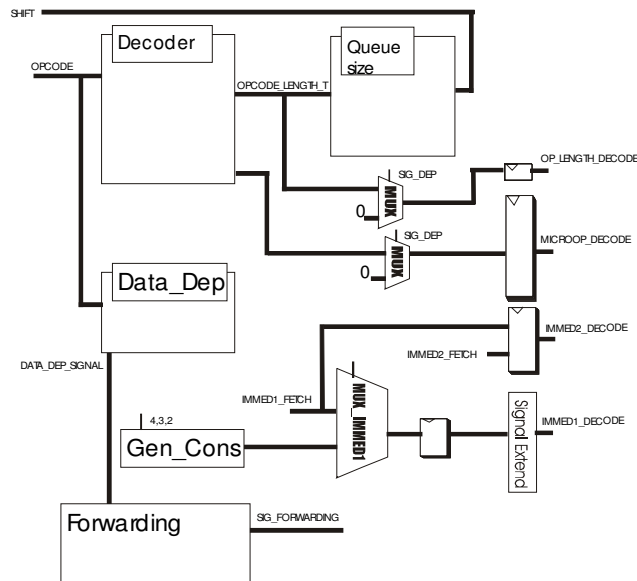 SHIFT
Decoder
Queue
size
OPCODE
OPCODE_LENGTH_T
SIG_DEP
OP_LENGTH_DECODE
MUX
0
SIG_DEP
MICROOP_DECODE
MUX
0
Data_Dep
IMMED2_DECODE
IMMED2_FETCH
DATA_DEP_SIGNAL
IMMED1_FETCH
MUX_IMMED1
4,3,2
Gen_Cons
Signal Extend
IMMED1_DECODE
Forwarding
SIG_FORWARDING